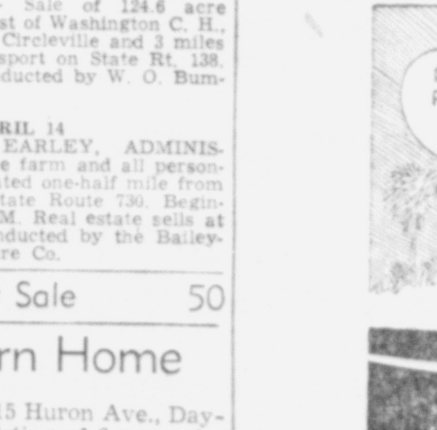 Sale of 124.6 acre
st of Washington C. H.,
Circleville and 3 miles
sport on State Rt. 138.
ducted by W. O. Bum-
RIL 14
EARLEY, ADMINIS-
e farm and all person-
ted one-half mile from
tate Route 730. Begin-
M. Real estate sells at
nducted by the Bailey-
re Co.
Sale 50
rn Home
15 Huron Ave., Day-